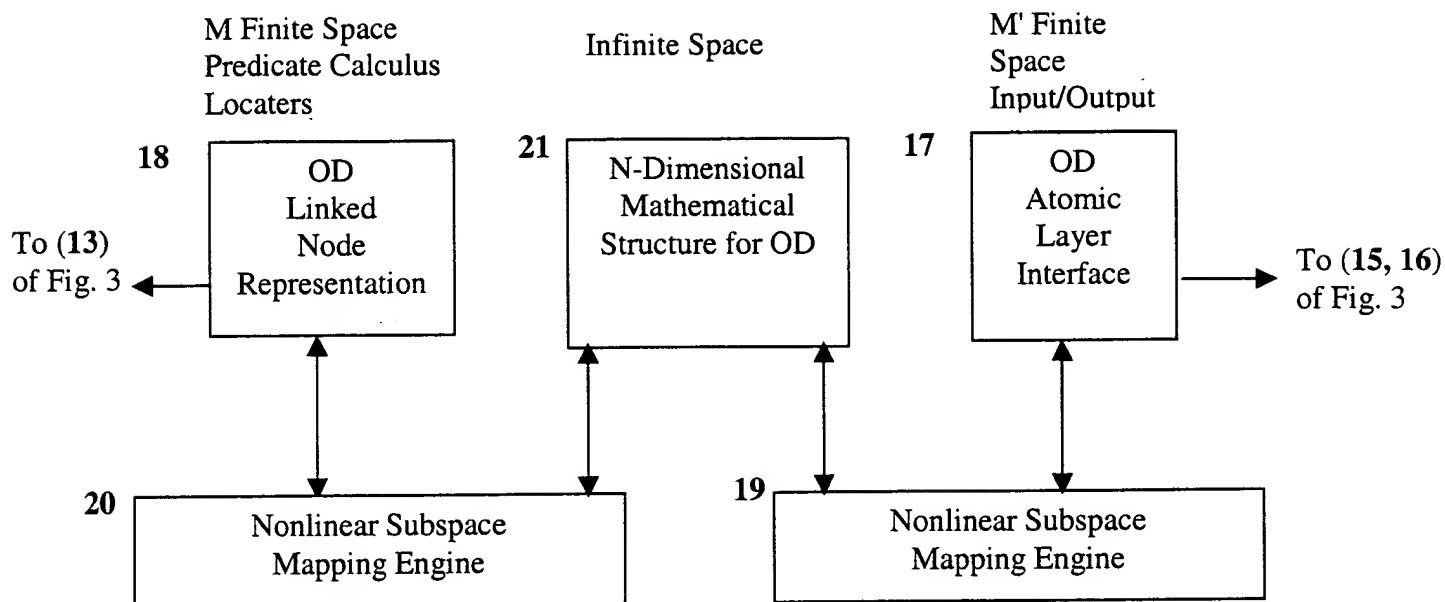 M Finite Space
Predicate Calculus
Locaters
Infinite Space
M' Finite
Space
Input/Output
18
OD
Linked
Node
Representation
21
N-Dimensional
Mathematical
Structure for OD
17
OD
Atomic
Layer
Interface
To (13)
of Fig. 3
To (15, 16)
of Fig. 3
20
Nonlinear Subspace
Mapping Engine
19
Nonlinear Subspace
Mapping Engine